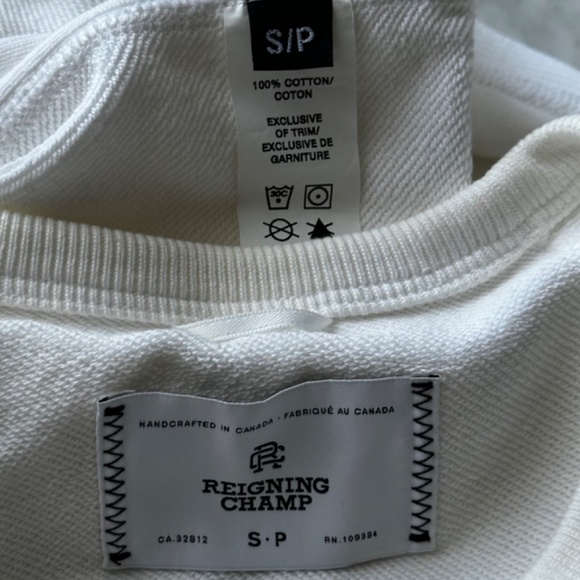 S/P
100% COTTON/
COTON
EXCLUSIVE
OF TRIM/
EXCLUSIVE DE
GARNITURE
30C
HANDCRAFTED IN CANADA · FABRIQUÉ AU CANADA
RC
REIGNING
CHAMP
CA.32812 S·P RN.109384